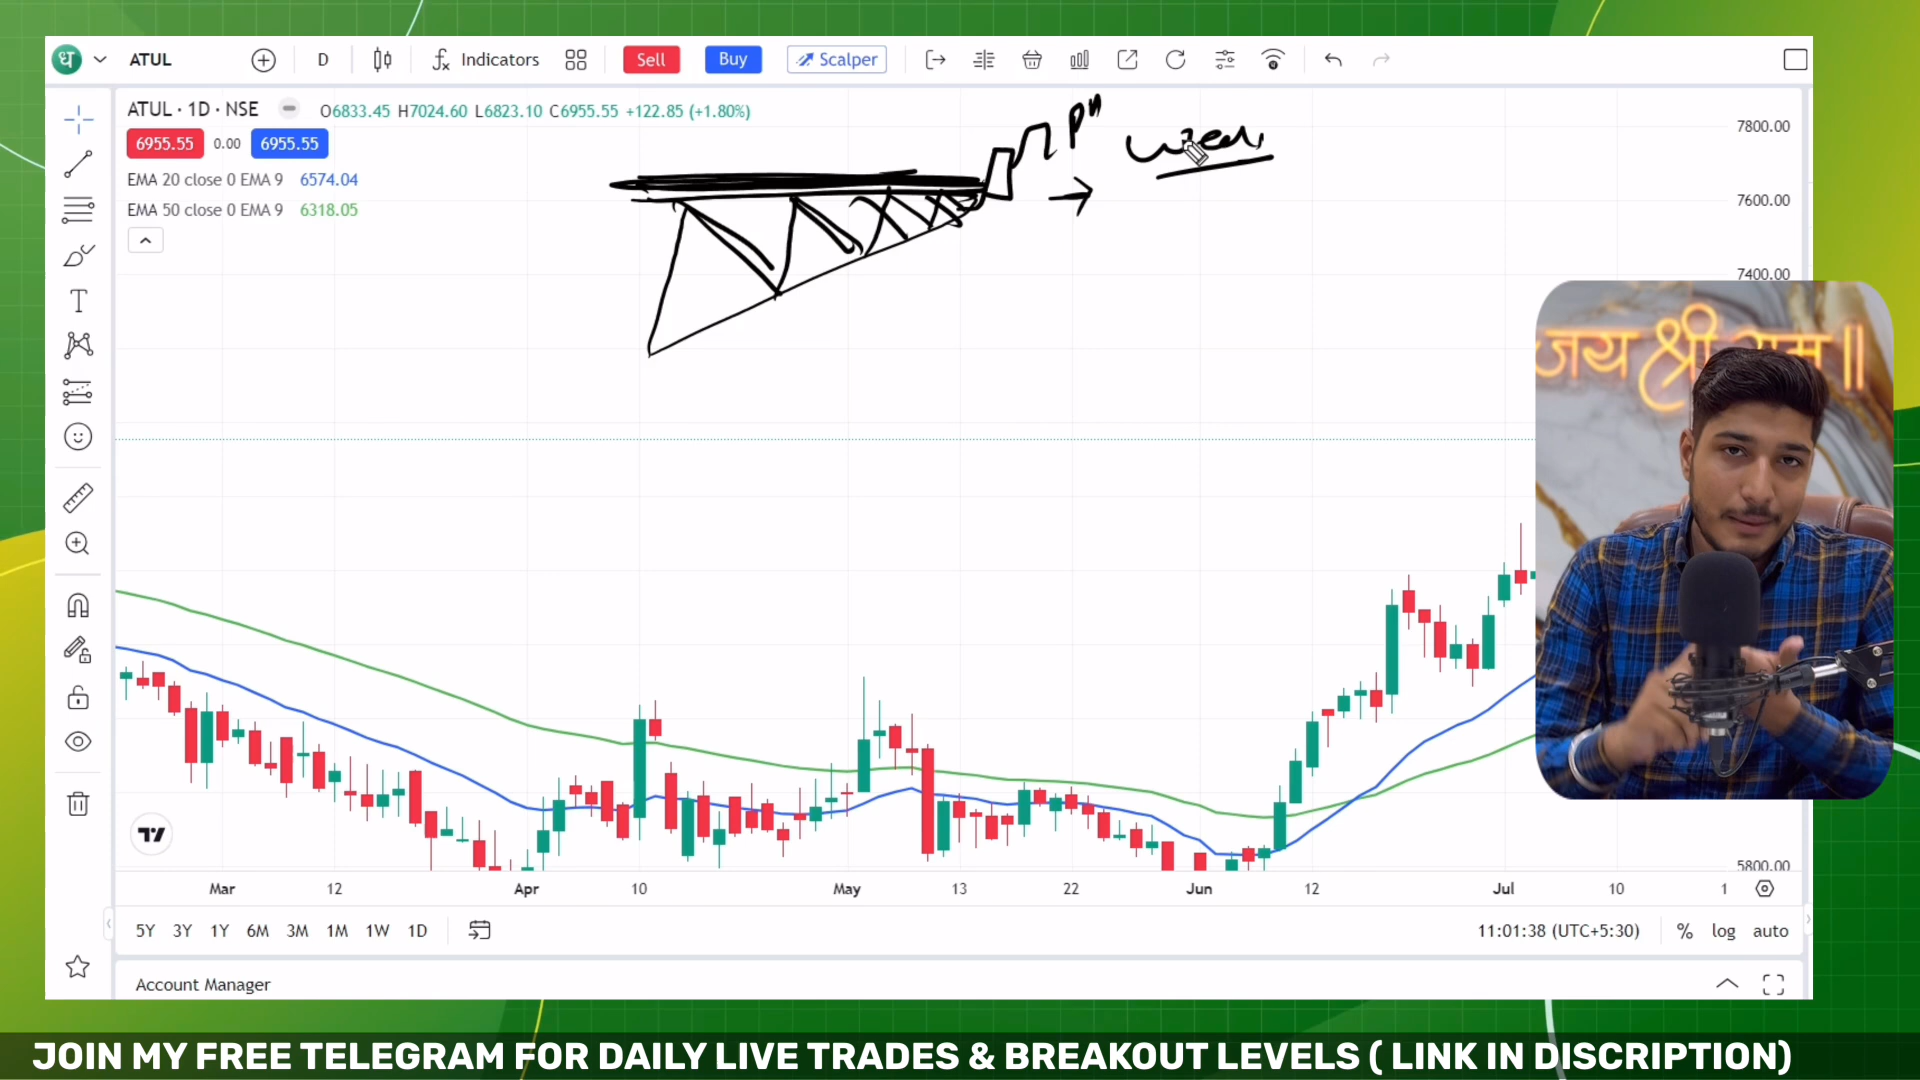 ध
ATUL
D
Indicators
Sell
Buy
Scalper
ATUL · 1D · NSE
O6833.45 H7024.60 L6823.10 C6955.55 +122.85 (+1.80%)
6955.55 0.00 6955.55
EMA 20 close 0 EMA 9 6574.04
EMA 50 close 0 EMA 9 6318.05
7800.00
7600.00
7400.00
जय श्री राम ॥
5800.00
Mar 12 Apr 10 May 13 22 Jun 12 Jul 10 1
5Y 3Y 1Y 6M 3M 1M 1W 1D
11:01:38 (UTC+5:30) % log auto
Account Manager
JOIN MY FREE TELEGRAM FOR DAILY LIVE TRADES & BREAKOUT LEVELS ( LINK IN DISCRIPTION)